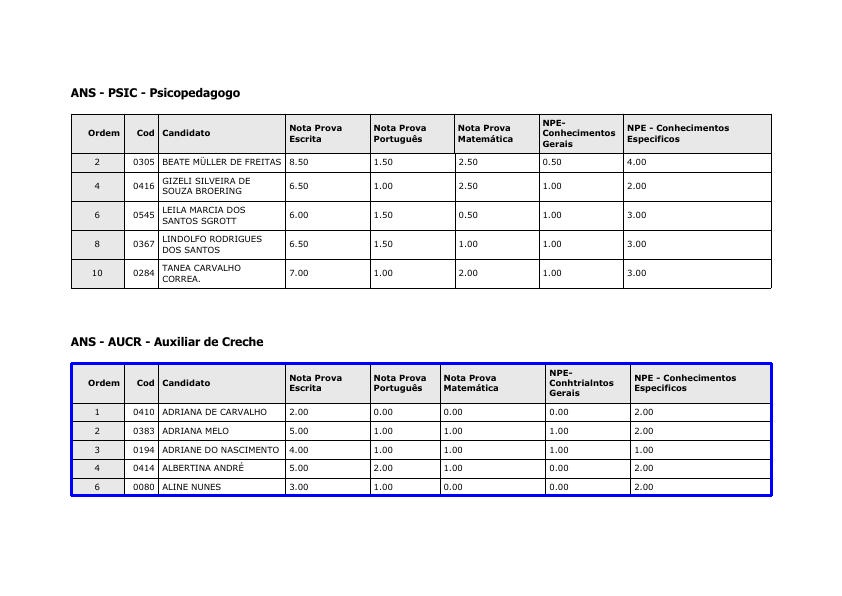 ANS - PSIC - Psicopedagogo
Ordem Cod Candidato Nota Prova Escrita Nota Prova Português Nota Prova Matemática NPE- Conhecimentos Gerais NPE - Conhecimentos Especificos
2 0305 BEATE MÜLLER DE FREITAS 8.50 1.50 2.50 0.50 4.00
4 0416 GIZELI SILVEIRA DE SOUZA BROERING 6.50 1.00 2.50 1.00 2.00
6 0545 LEILA MARCIA DOS SANTOS SGROTT 6.00 1.50 0.50 1.00 3.00
8 0367 LINDOLFO RODRIGUES DOS SANTOS 6.50 1.50 1.00 1.00 3.00
10 0284 TANEA CARVALHO CORREA. 7.00 1.00 2.00 1.00 3.00
ANS - AUCR - Auxiliar de Creche
Ordem Cod Candidato Nota Prova Escrita Nota Prova Português Nota Prova Matemática NPE- Conhtrialntos Gerais NPE - Conhecimentos Especificos
1 0410 ADRIANA DE CARVALHO 2.00 0.00 0.00 0.00 2.00
2 0383 ADRIANA MELO 5.00 1.00 1.00 1.00 2.00
3 0194 ADRIANE DO NASCIMENTO 4.00 1.00 1.00 1.00 1.00
4 0414 ALBERTINA ANDRÉ 5.00 2.00 1.00 0.00 2.00
6 0080 ALINE NUNES 3.00 1.00 0.00 0.00 2.00